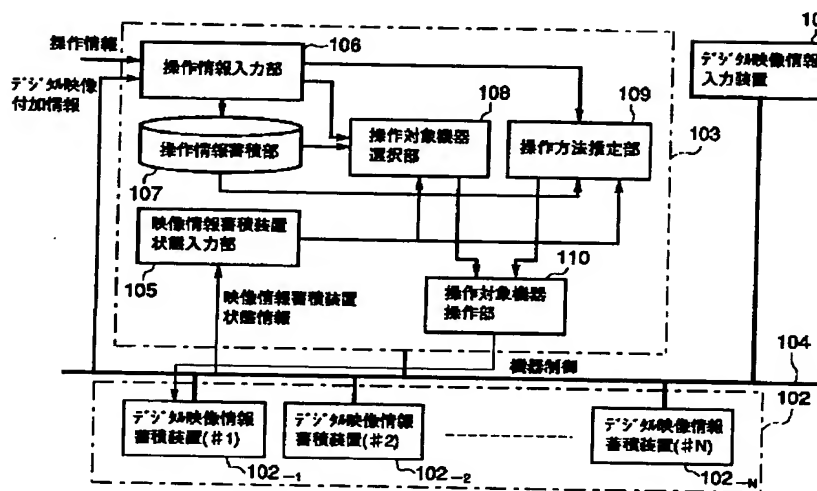 操作情報
デジタル映像
付加情報
106
操作情報入力部
操作情報蓄積部
107
108
操作対象機器
選択部
109
操作方法推定部
103
デジタル映像情報
入力装置
映像情報蓄積装置
状態入力部
105
映像情報蓄積装置
状態情報
110
操作対象機器
操作部
機器制御
104
102
デジタル映像情報
蓄積装置(#1)
102-1
デジタル映像情報
蓄積装置(#2)
102-2
デジタル映像情報
蓄積装置(#N)
102-N